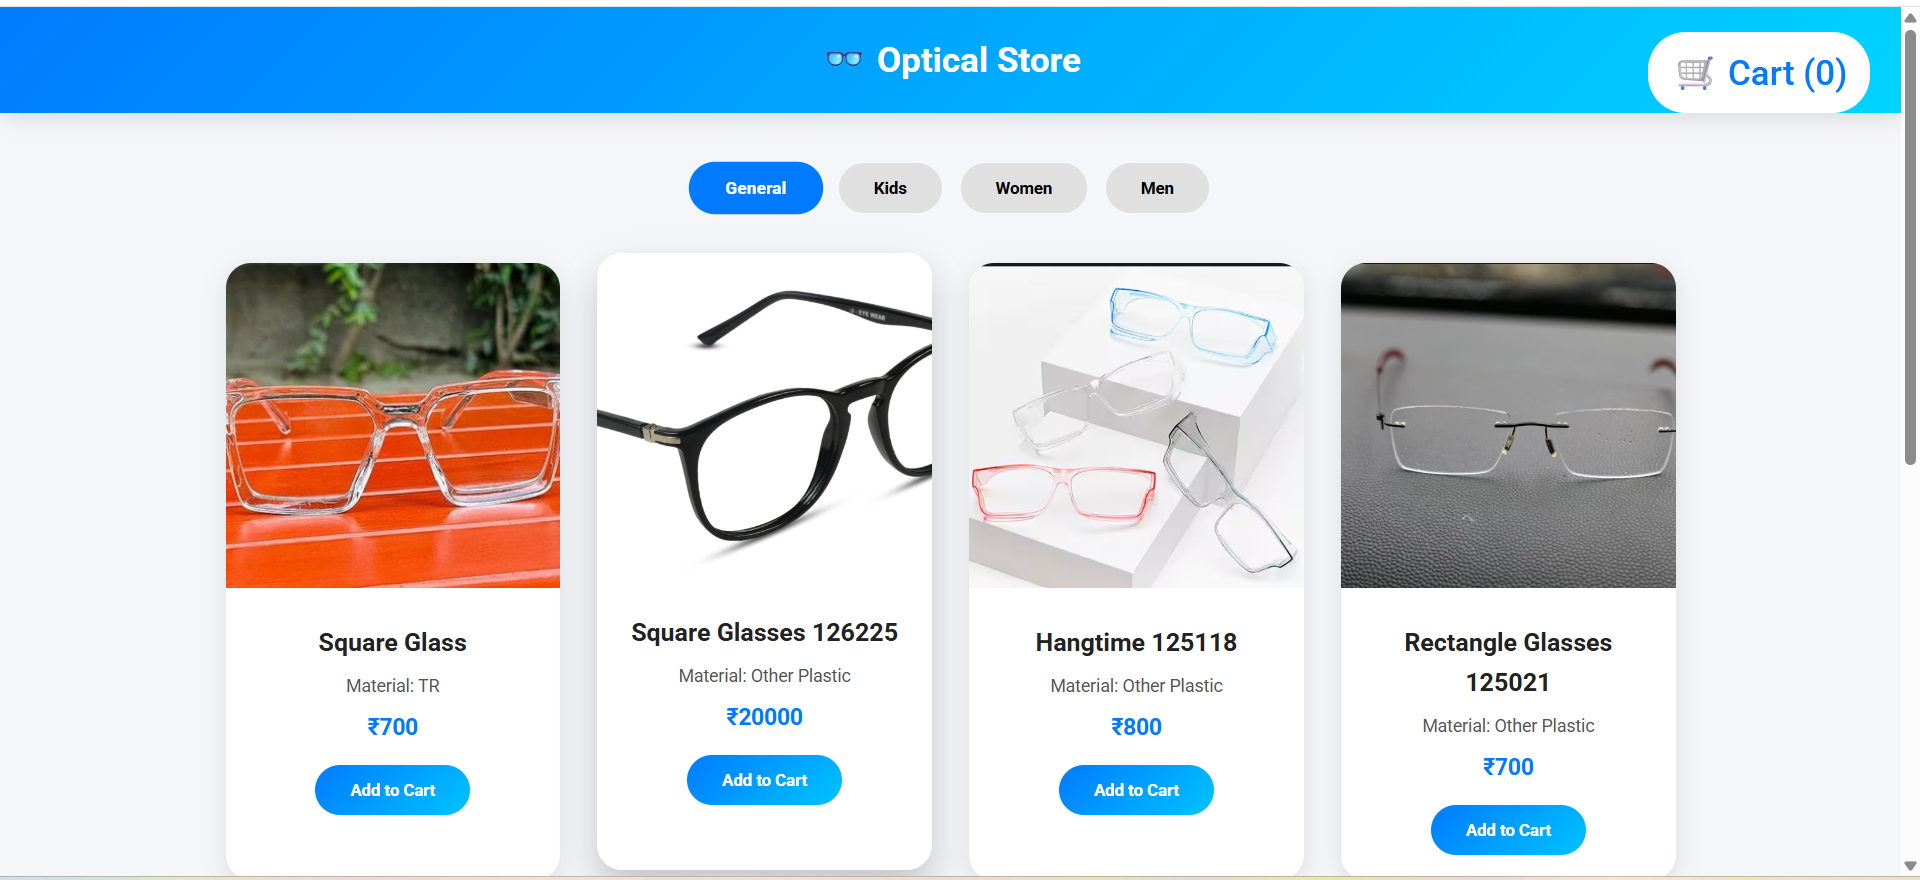 Optical Store
Cart (0)
General
Kids
Women
Men
V - EYE WEAR
Square Glass
Material: TR
₹700
Add to Cart
Square Glasses 126225
Material: Other Plastic
₹20000
Add to Cart
Hangtime 125118
Material: Other Plastic
₹800
Add to Cart
Rectangle Glasses
125021
Material: Other Plastic
₹700
Add to Cart